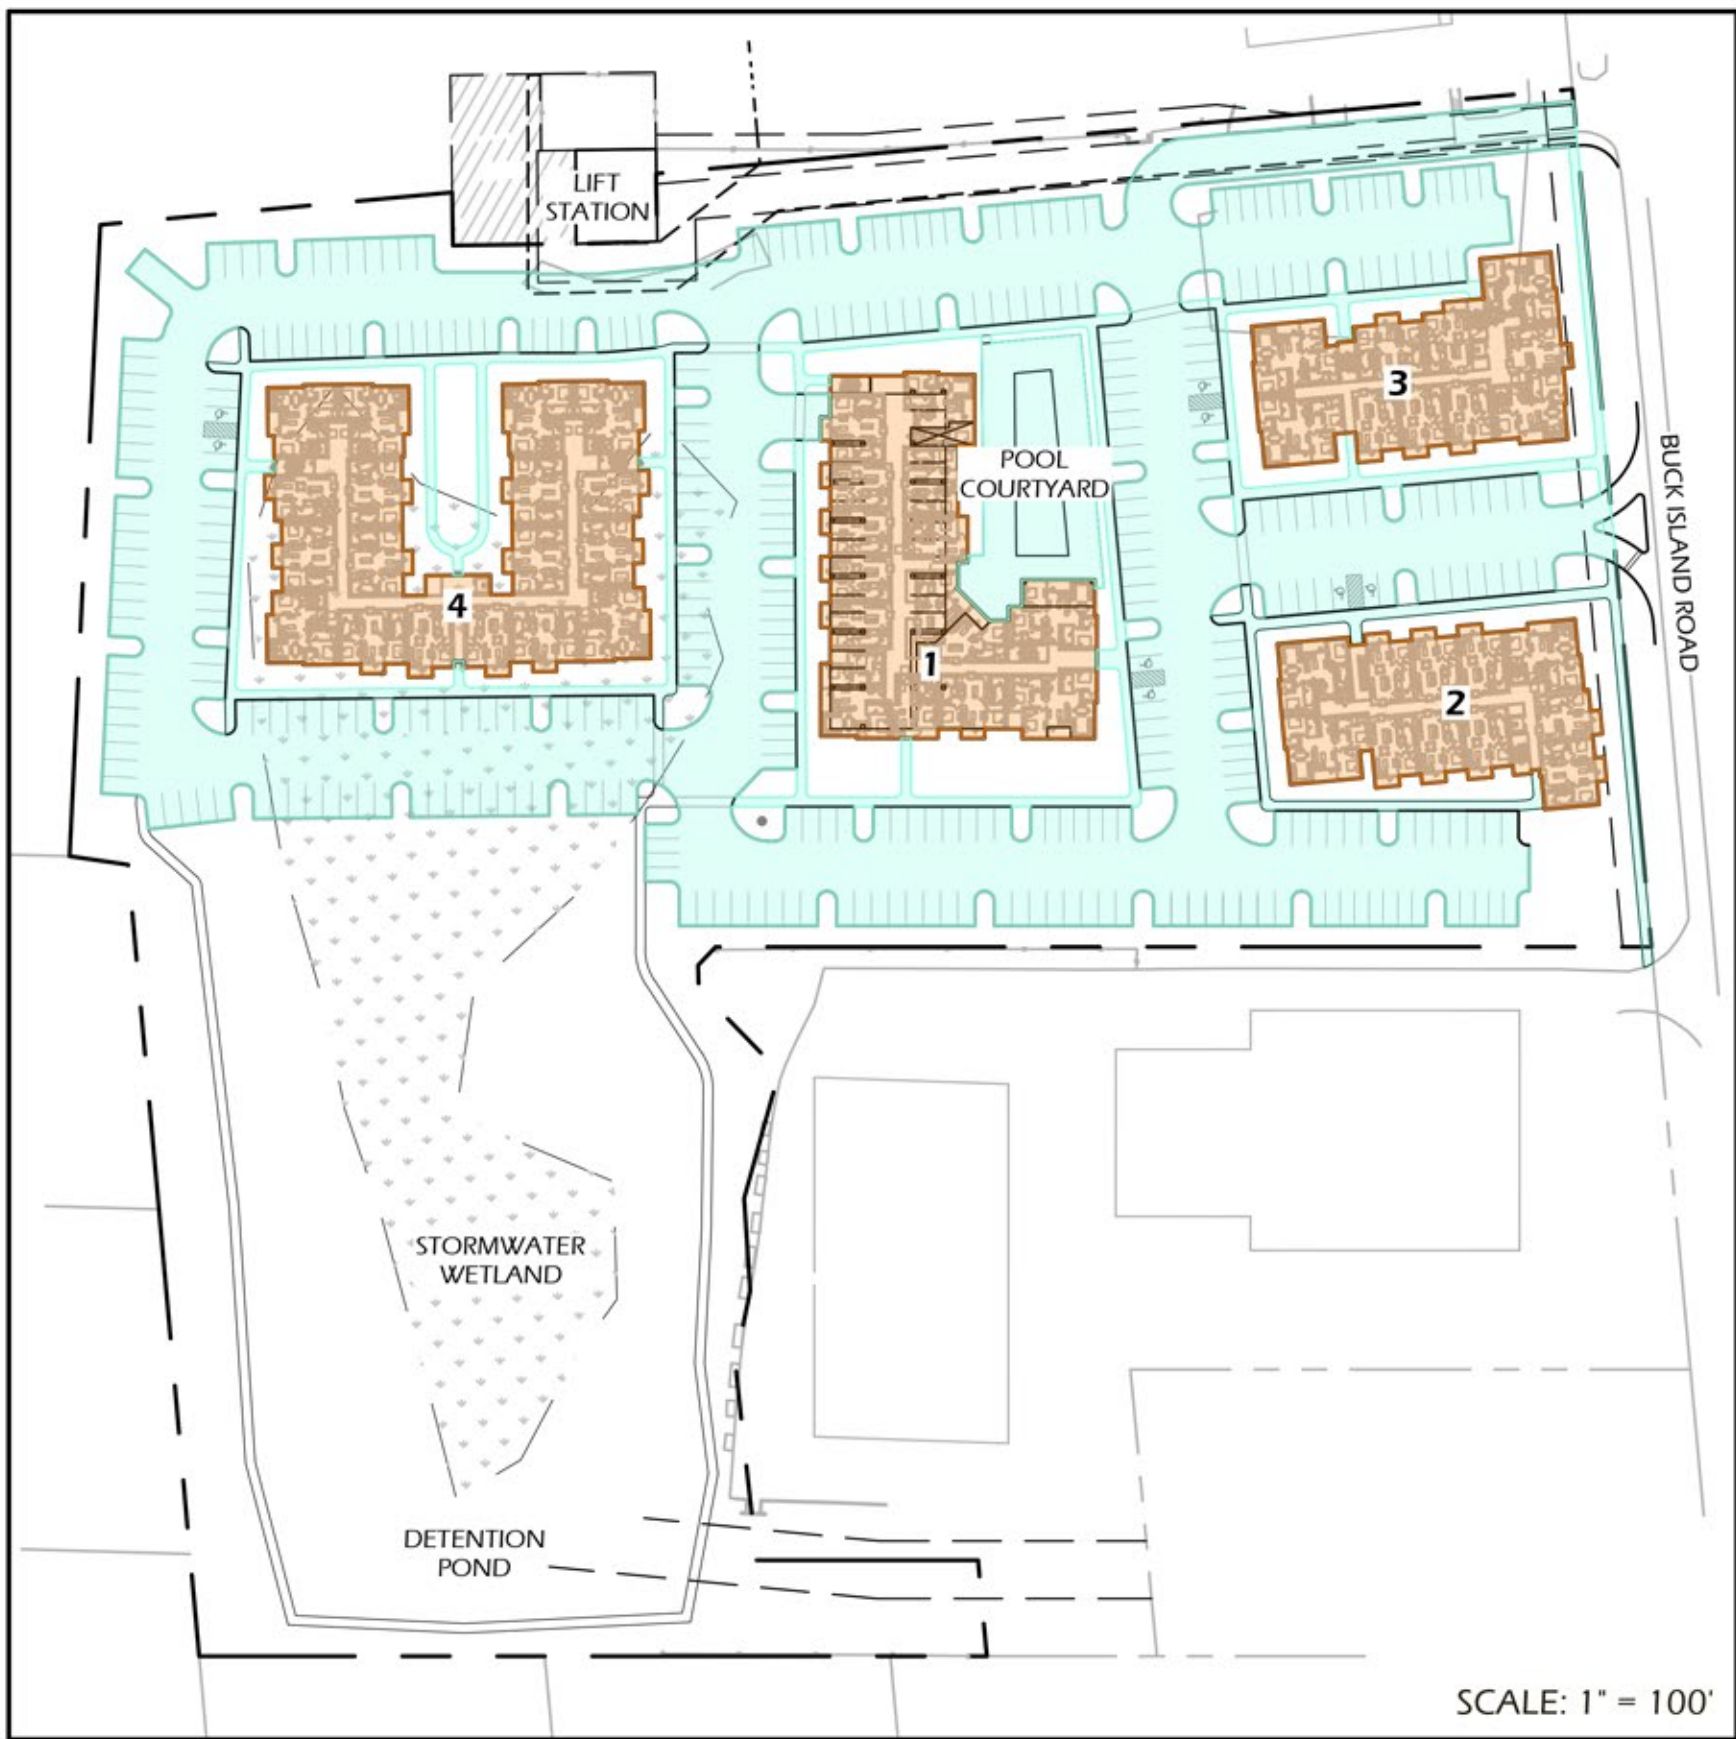 LIFT
STATION
3
POOL
COURTYARD
BUCK ISLAND ROAD
4
1
2
STORMWATER
WETLAND
DETENTION
POND
SCALE: 1" = 100'